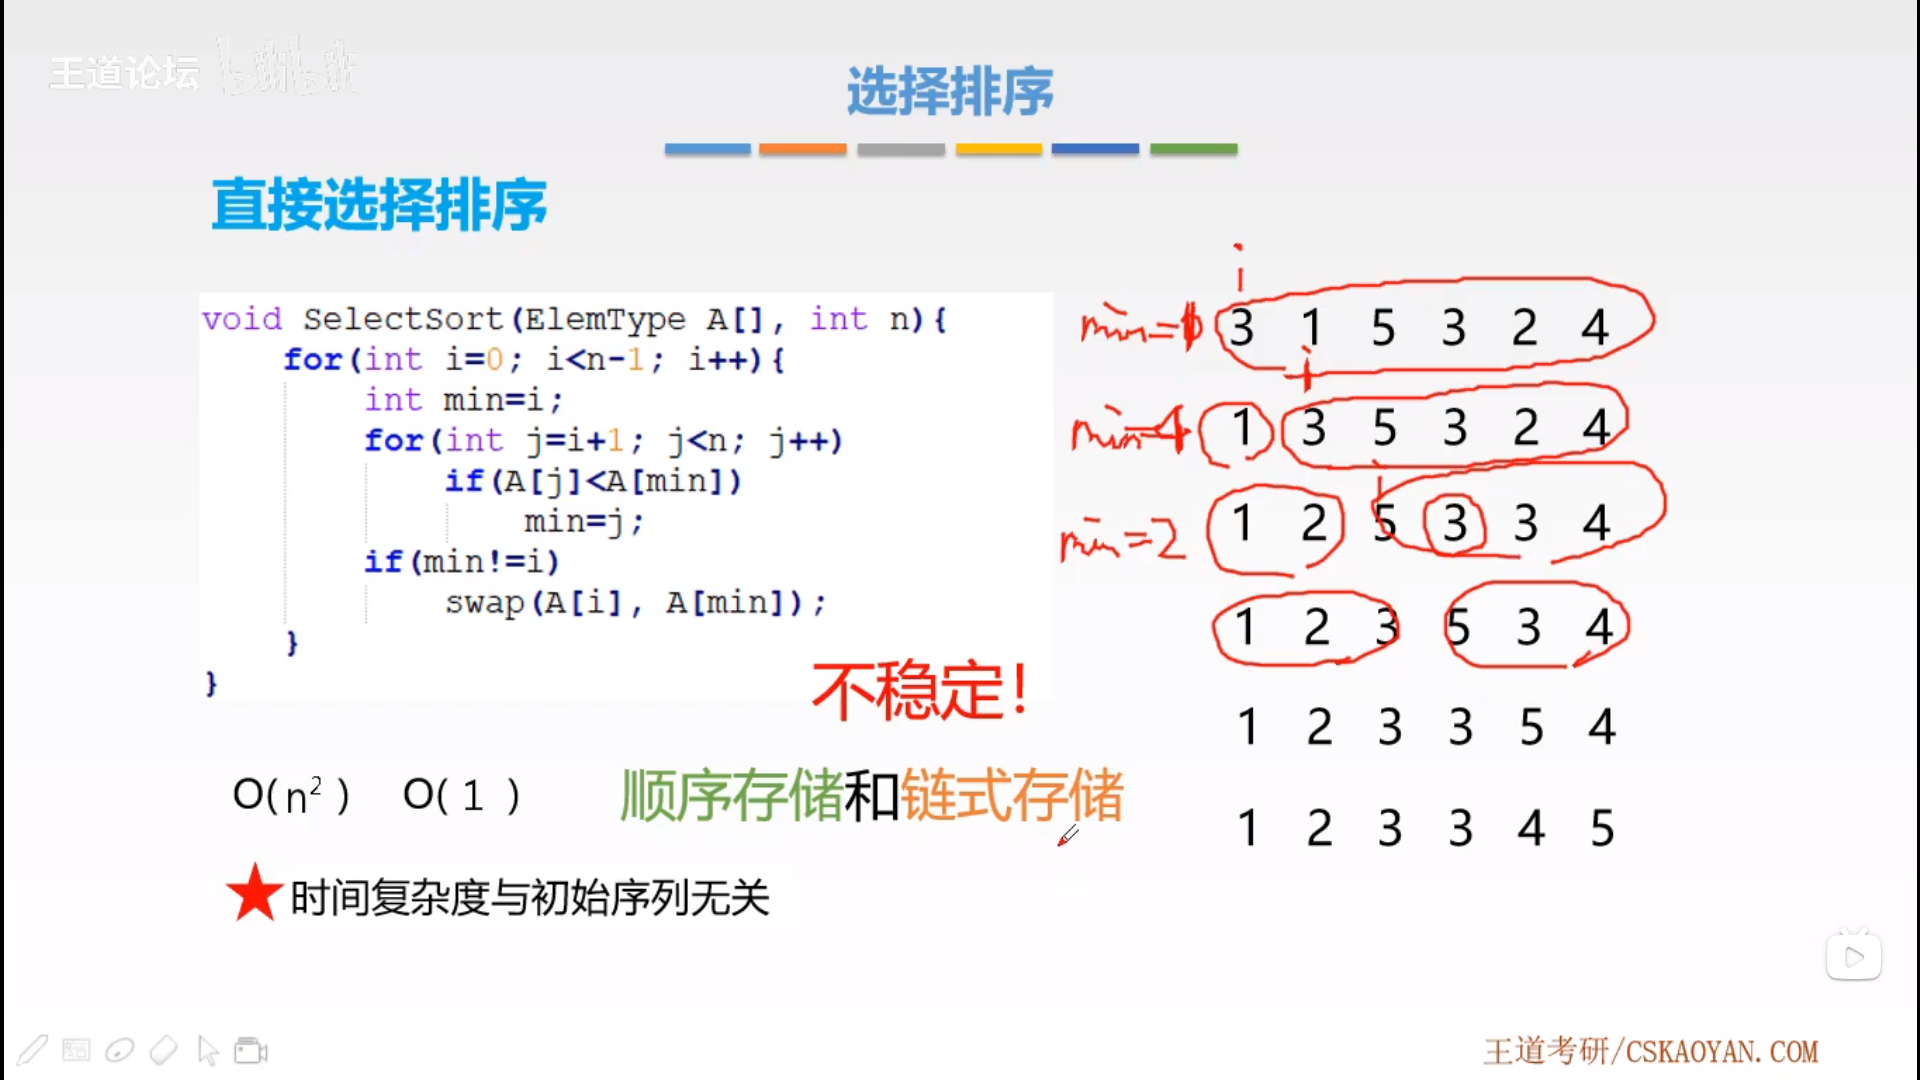 王道论坛 bilibili
选择排序
直接选择排序
void SelectSort(ElemType A[], int n){
for(int i=0; i<n-1; i++){
int min=i;
for(int j=i+1; j<n; j++)
if(A[j]<A[min])
min=j;
if(min!=i)
swap(A[i], A[min]);
}
}
不稳定!
O(n² ) O( 1 )
顺序存储和链式存储
★时间复杂度与初始序列无关
i
3 1 5 3 2 4
i
1 3 5 3 2 4
min=2 1 2 5 3 3 4
1 2 3 5 3 4
1 2 3 3 5 4
1 2 3 3 4 5
王道考研/CSKAOYAN.COM